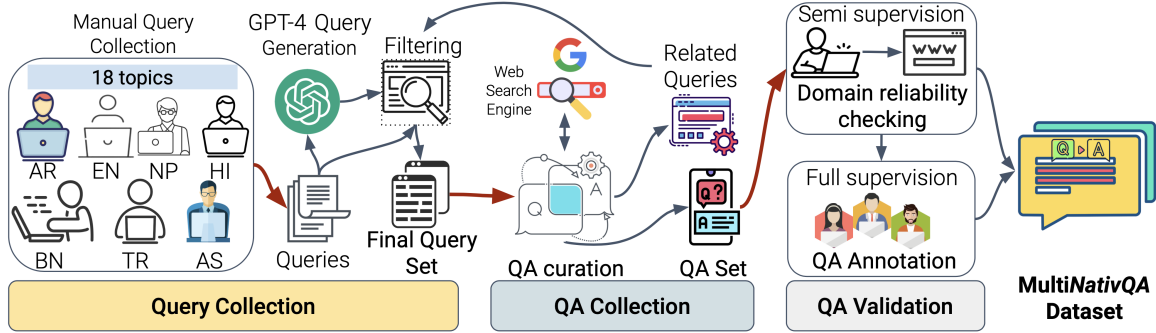 Manual Query
Collection
18 topics
AR
EN
NP
HI
BN
TR
AS
GPT-4 Query
Generation
Queries
Filtering
Final Query
Set
Query Collection
G
Web
Search
Engine
Q
A
QA curation
Related
Queries
Q ?
A
QA Set
QA Collection
Semi supervision
www
Domain reliability
checking
Full supervision
QA Annotation
QA Validation
Q
A
MultiNativQA
Dataset